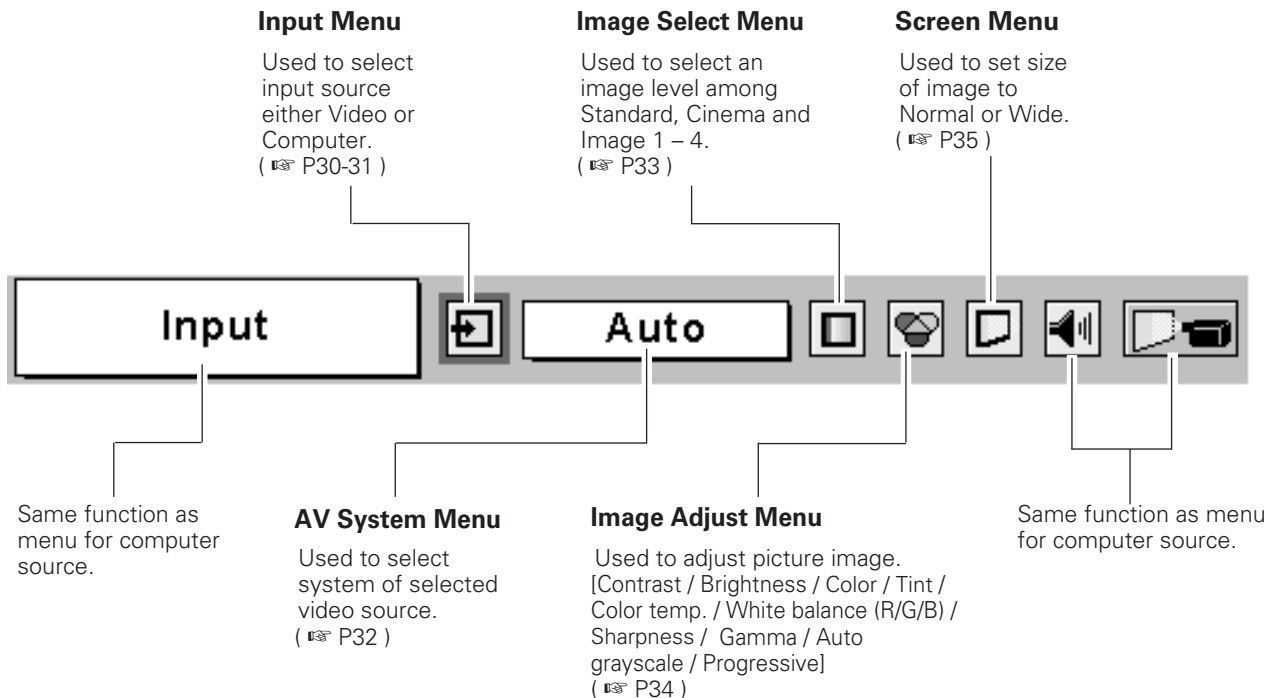 Input Menu
Used to select
input source
either Video or
Computer.
( ☞ P30-31 )
Image Select Menu
Used to select an
image level among
Standard, Cinema and
Image 1 – 4.
( ☞ P33 )
Screen Menu
Used to set size
of image to
Normal or Wide.
( ☞ P35 )
Input
Auto
Same function as
menu for computer
source.
AV System Menu
Used to select
system of selected
video source.
( ☞ P32 )
Image Adjust Menu
Used to adjust picture image.
[Contrast / Brightness / Color / Tint /
Color temp. / White balance (R/G/B) /
Sharpness / Gamma / Auto
grayscale / Progressive]
( ☞ P34 )
Same function as menu
for computer source.